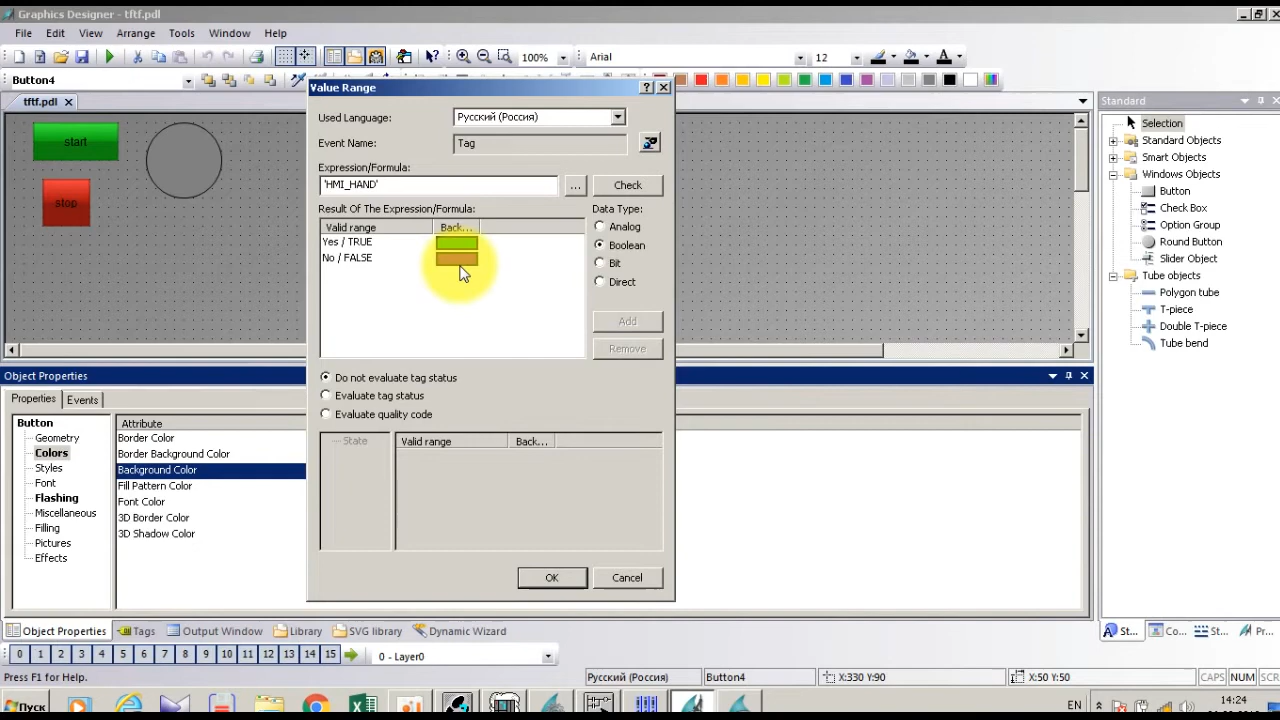 Graphics Designer - tftf.pdl
File Edit View Arrange Tools Window Help
100% Arial 12
Button4
tftf.pdl
start
stop
Value Range
Used Language: Русский (Россия)
Event Name: Tag
Expression/Formula:
'HMI_HAND' ... Check
Result Of The Expression/Formula:
Valid range Back...
Yes / TRUE
No / FALSE
Data Type:
Analog
Boolean
Bit
Direct
Add
Remove
Do not evaluate tag status
Evaluate tag status
Evaluate quality code
State Valid range Back...
OK Cancel
Standard
Selection
Standard Objects
Smart Objects
Windows Objects
Button
Check Box
Option Group
Round Button
Slider Object
Tube objects
Polygon tube
T-piece
Double T-piece
Tube bend
St... Co... St... Pr...
Object Properties
Properties Events
Button
Geometry
Colors
Styles
Font
Flashing
Miscellaneous
Filling
Pictures
Effects
Attribute
Border Color
Border Background Color
Background Color
Fill Pattern Color
Font Color
3D Border Color
3D Shadow Color
Object Properties Tags Output Window Library SVG library Dynamic Wizard
0 1 2 3 4 5 6 7 8 9 10 11 12 13 14 15 0 - Layer0
Press F1 for Help. Русский (Россия) Button4 X:330 Y:90 X:50 Y:50 CAPS NUM SCR
Пуск EN 14:24